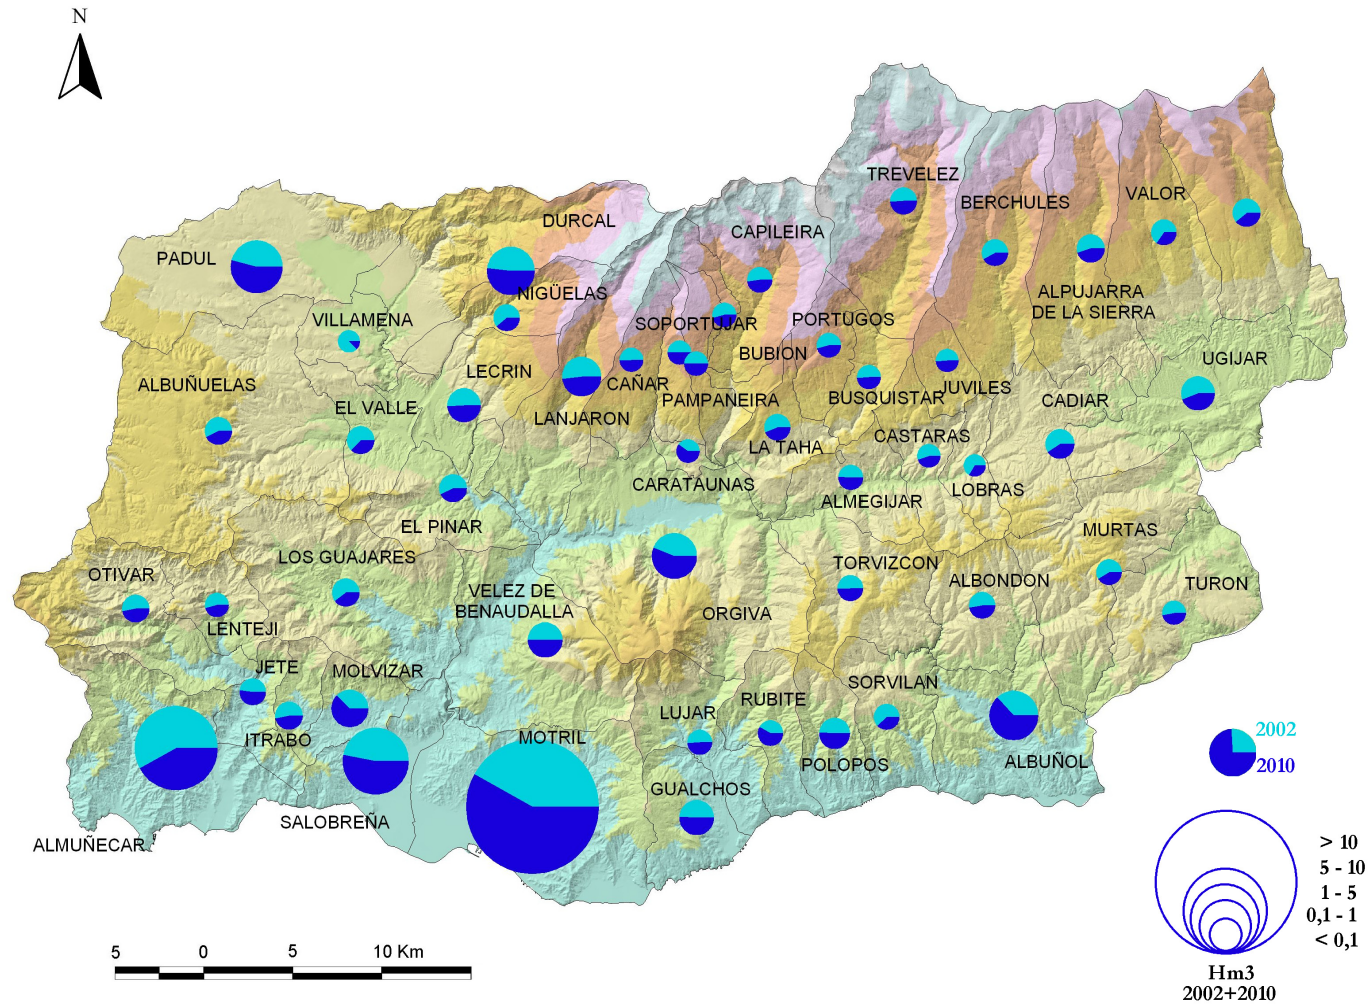 N
TREVELEZ
VALOR
BERCHULES
DURCAL
CAPILEIRA
PADUL
NIGÜELAS
ALPUJARRA
DE LA SIERRA
VILLAMENA
SOPORTUJAR
PORTUGOS
BUBION
UGIJAR
LECRIN
ALBUÑUELAS
CAÑAR
JUVILES
BUSQUISTAR
PAMPANEIRA
CADIAR
EL VALLE
LANJARON
CASTARAS
LA TAHA
CARATAUNAS
LOBRAS
ALMEGIJAR
EL PINAR
MURTAS
LOS GUAJARES
TORVIZCON
OTIVAR
ALBONDON
TURON
VELEZ DE
BENAUDALLA
ORGIVA
LENTEJI
JETE
MOLVIZAR
SORVILAN
RUBITE
LUJAR
ITRABO
MOTRIL
ALBUÑOL
POLOPOS
GUALCHOS
SALOBREÑA
ALMUÑECAR
2002
2010
> 10
5 - 10
1 - 5
0,1 - 1
< 0,1
Hm3
2002+2010
5 0 5 10 Km